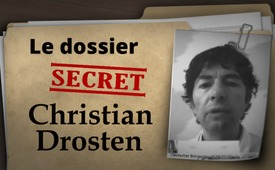 Le dossier
SECRET
Christian
Drosten